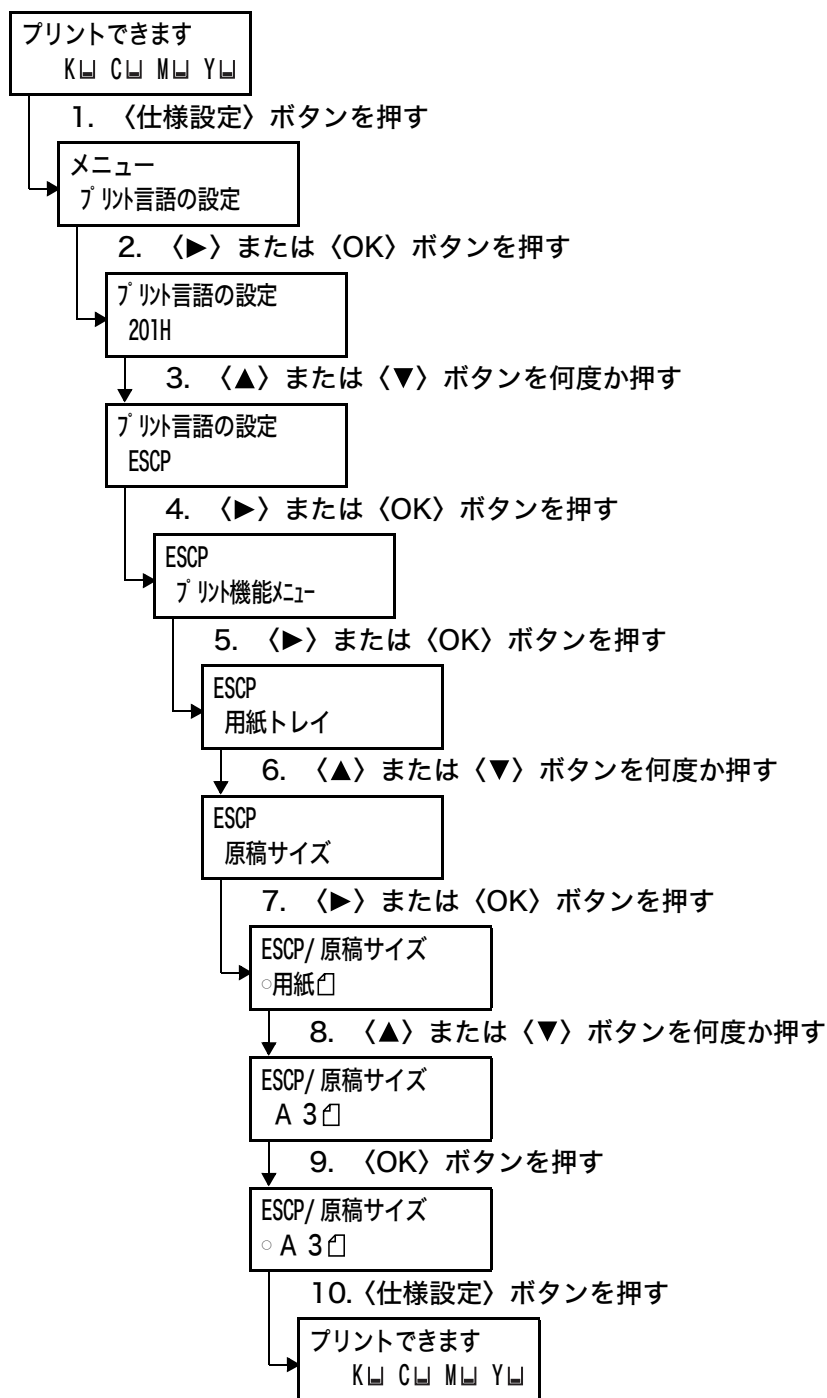 プリントできます
K C M Y
1. 〈仕様設定〉ボタンを押す
メニュー
プリント言語の設定
2. 〈▶〉または〈OK〉ボタンを押す
プリント言語の設定
201H
3. 〈▲〉または〈▼〉ボタンを何度か押す
プリント言語の設定
ESCP
4. 〈▶〉または〈OK〉ボタンを押す
ESCP
プリント機能メニュー
5. 〈▶〉または〈OK〉ボタンを押す
ESCP
用紙トレイ
6. 〈▲〉または〈▼〉ボタンを何度か押す
ESCP
原稿サイズ
7. 〈▶〉または〈OK〉ボタンを押す
ESCP/ 原稿サイズ
○用紙
8. 〈▲〉または〈▼〉ボタンを何度か押す
ESCP/ 原稿サイズ
A 3
9. 〈OK〉ボタンを押す
ESCP/ 原稿サイズ
○ A 3
10.〈仕様設定〉ボタンを押す
プリントできます
K C M Y